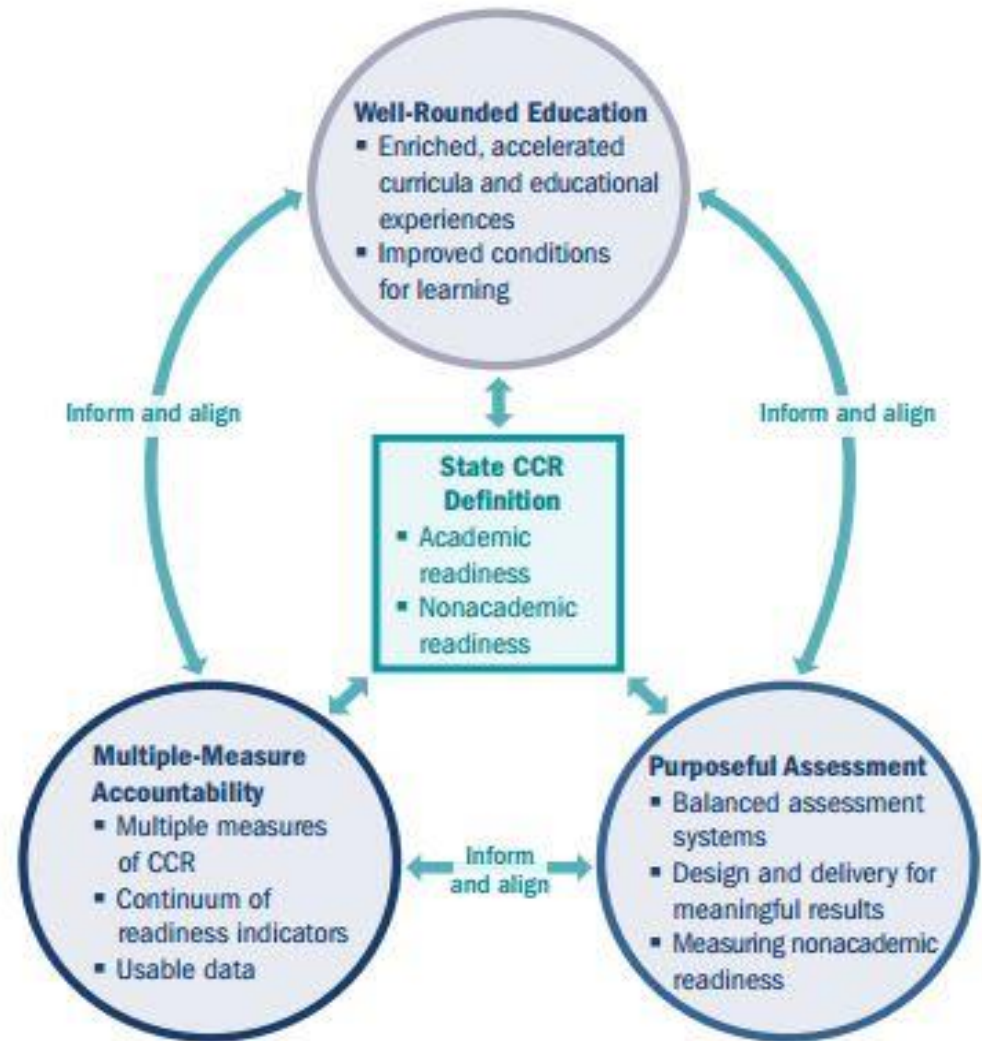 Well-Rounded Education
▪ Enriched, accelerated
curricula and educational
experiences
▪ Improved conditions
for learning
Inform and align
Inform and align
State CCR
Definition
▪ Academic
readiness
▪ Nonacademic
readiness
Multiple-Measure
Accountability
▪ Multiple measures
of CCR
▪ Continuum of
readiness indicators
▪ Usable data
Inform
and align
Purposeful Assessment
▪ Balanced assessment
systems
▪ Design and delivery for
meaningful results
▪ Measuring nonacademic
readiness